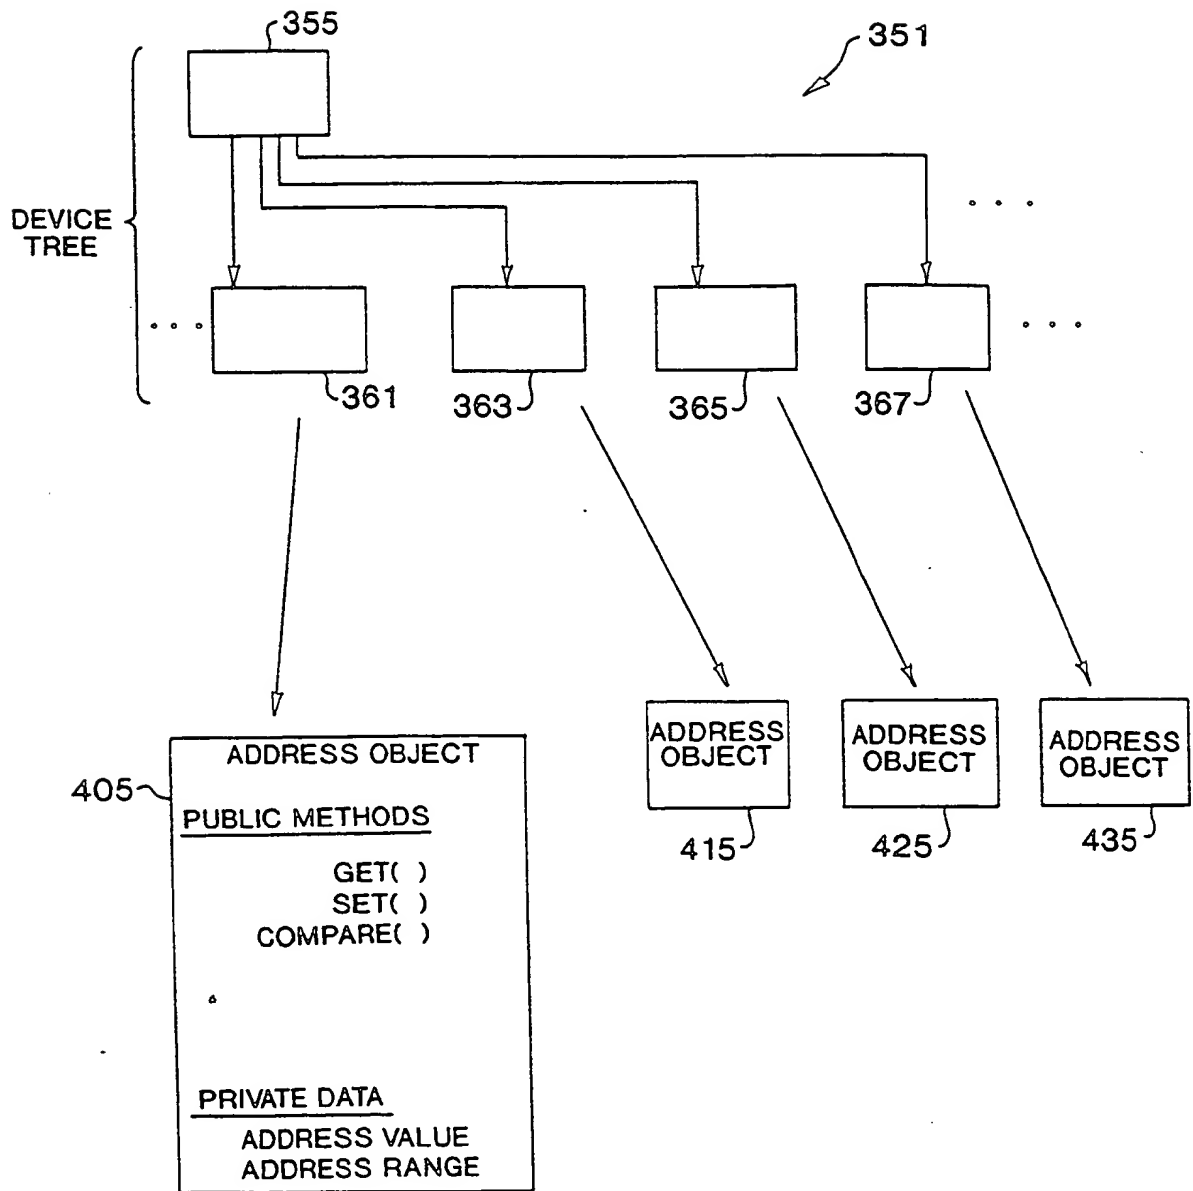 355
351
DEVICE
TREE
361
363
365
367
ADDRESS OBJECT
405
PUBLIC METHODS
GET( )
SET( )
COMPARE( )
PRIVATE DATA
ADDRESS VALUE
ADDRESS RANGE
ADDRESS
OBJECT
415
ADDRESS
OBJECT
425
ADDRESS
OBJECT
435